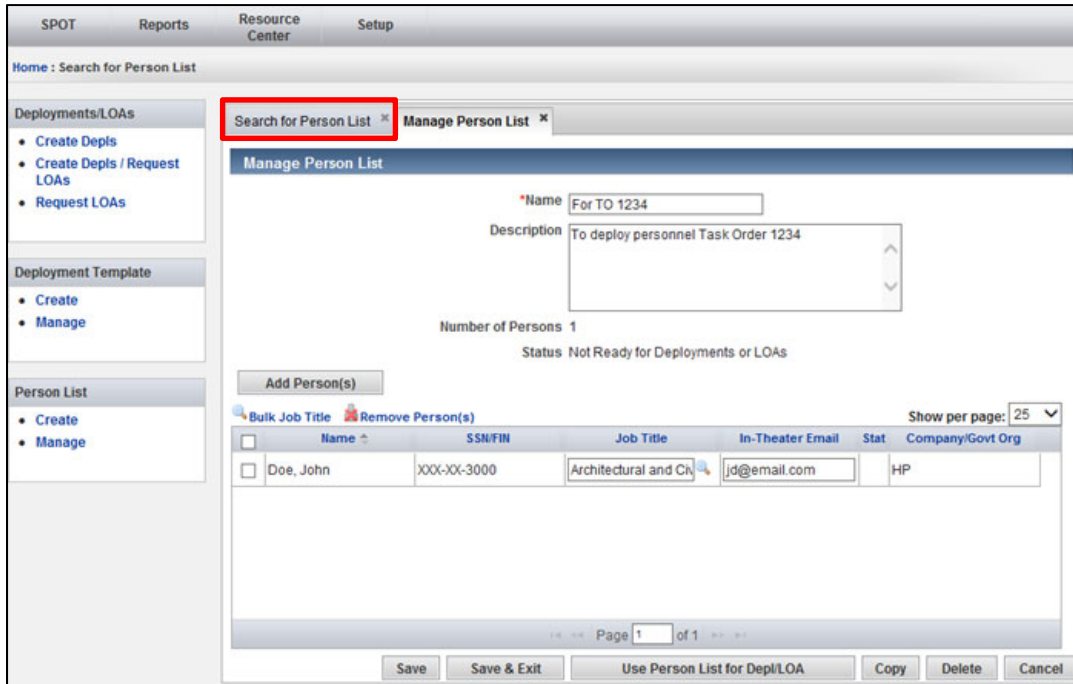 SPOT Reports Resource Center Setup
Home : Search for Person List
Deployments/LOAs
• Create Depls
• Create Depls / Request
LOAs
• Request LOAs
Deployment Template
• Create
• Manage
Person List
• Create
• Manage
Search for Person List × Manage Person List ×
Manage Person List
*Name For TO 1234
Description To deploy personnel Task Order 1234
Number of Persons 1
Status Not Ready for Deployments or LOAs
Add Person(s)
Bulk Job Title Remove Person(s) Show per page: 25
Name SSN/FIN Job Title In-Theater Email Stat Company/Govt Org
Doe, John XXX-XX-3000 Architectural and Civ jd@email.com HP
Page 1 of 1
Save Save & Exit Use Person List for Depl/LOA Copy Delete Cancel